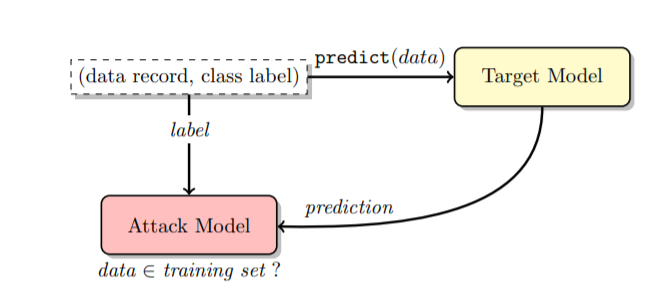 predict(data)
(data record, class label)
Target Model
label
prediction
Attack Model
data ∈ training set ?